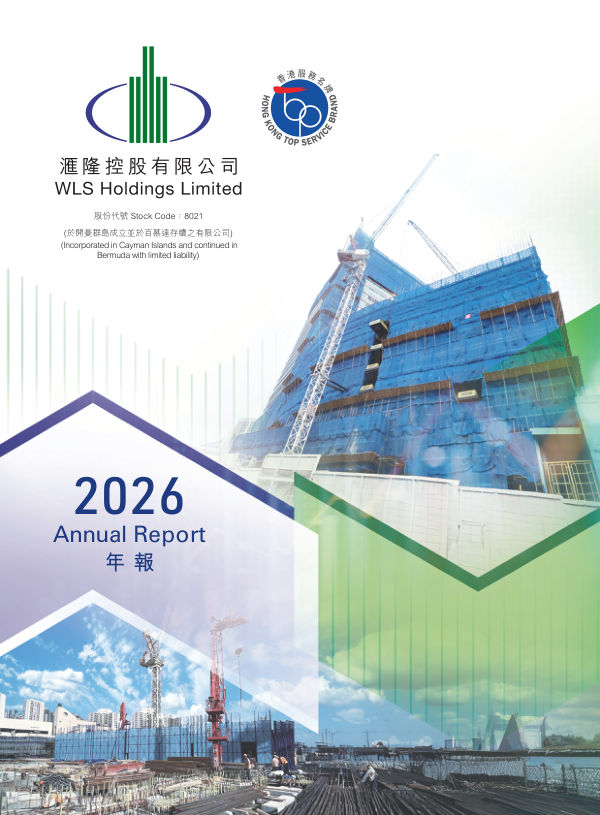 香港服務名牌
HONG KONG TOP SERVICE BRAND
滙隆控股有限公司
WLS Holdings Limited
股份代號 Stock Code：8021
(於開曼群島成立並於百慕達存續之有限公司)
(Incorporated in Cayman Islands and continued in
Bermuda with limited liability)
2026
Annual Report
年報